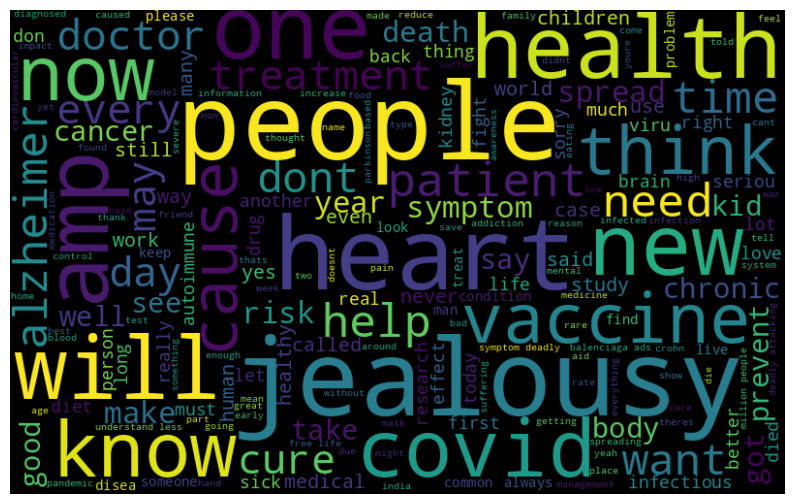 diagnosed
caused
please
made
reduce
family
come
feel
don
doctor
one
death
children
problem
health
impact
suffer
back
thing
didnt
youre
told
now
treatment
many
information
increase
food
world
spread
time
every
people
cancer
still
yet
model
non
severe
name
thought
type
kidney
fight
awareness
sorry
eating
much
use
viru
right
cant
think
cardiovascular
found
based
parkinson
alzheimer
amp
may
cause
dont
patient
brain
seriou
high
low
war
way
another
year
symptom
need
kid
medication
share
thank
friend
drug
even
look
save
addiction
case
reason
infected
infection
lot
tell
work
autoimmune
yes
thats
doesnt
heart
say
said
new
love
system
control
keep
day
see
two
pain
treat
life
mental
study
chronic
home
week
real
never
condition
man
medicine
well
risk
help
vaccine
bad
rare
find
best
test
blood
really
something
person
long
human
healthy
enough
called
around
symptom deadly
balenciaga ads
crohn
live
prevent
will
jealousy
let
research
effect
today
without
suffering
aid
rate
everything
show
die
million people
deadly
attacking
age
diet
make
must
mean
great
early
take
first
care
theres
got
died
good
understand less
part
going
know
cure
free life
due
mask
might
covid
getting
spreading
yeah
place
body
want
better
pandemic
disea
someone
hand
sick
medical
india
common
always
management
infectious